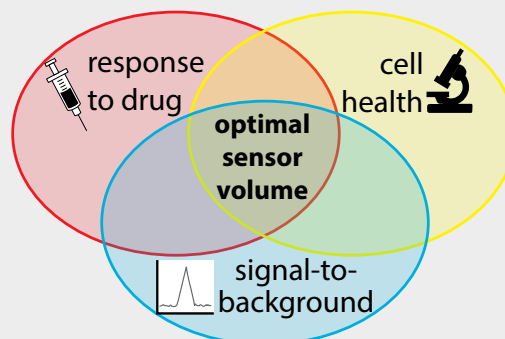 response
to drug
cell
health
optimal
sensor
volume
signal-to-
background